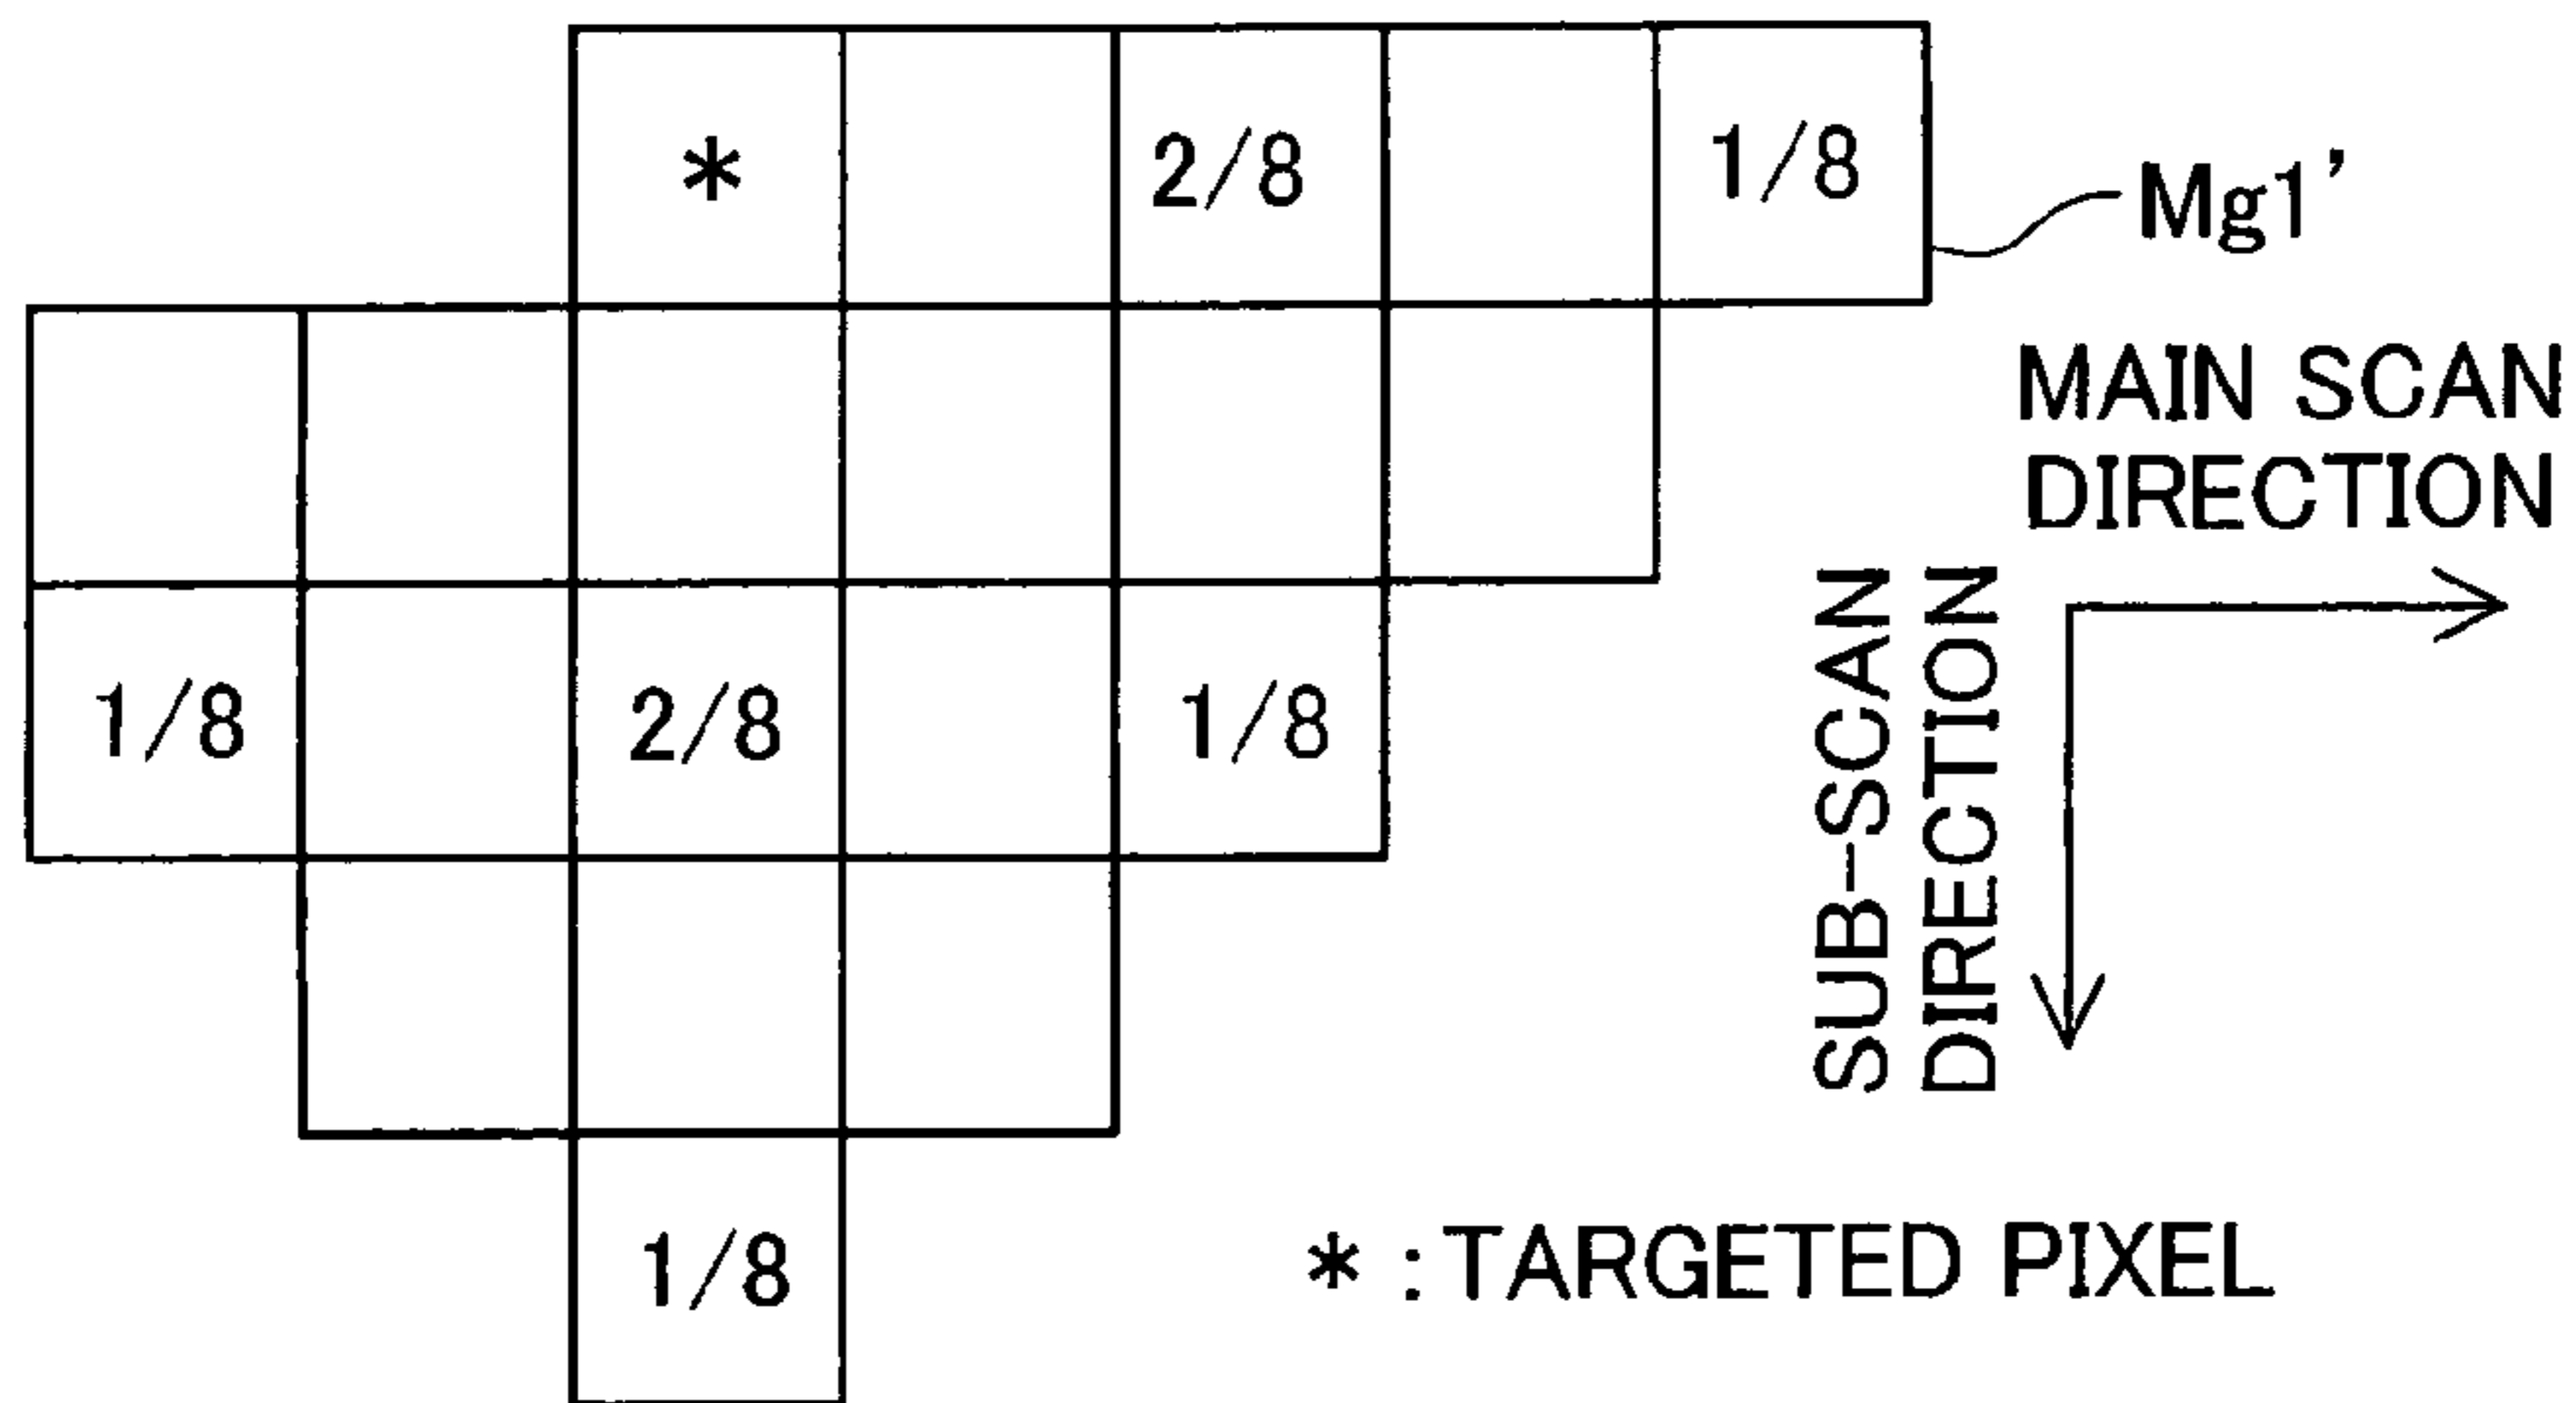 * 2/8 1/8
Mg1’
MAIN SCAN
DIRECTION
SUB-SCAN
DIRECTION
1/8 2/8 1/8
1/8
* : TARGETED PIXEL